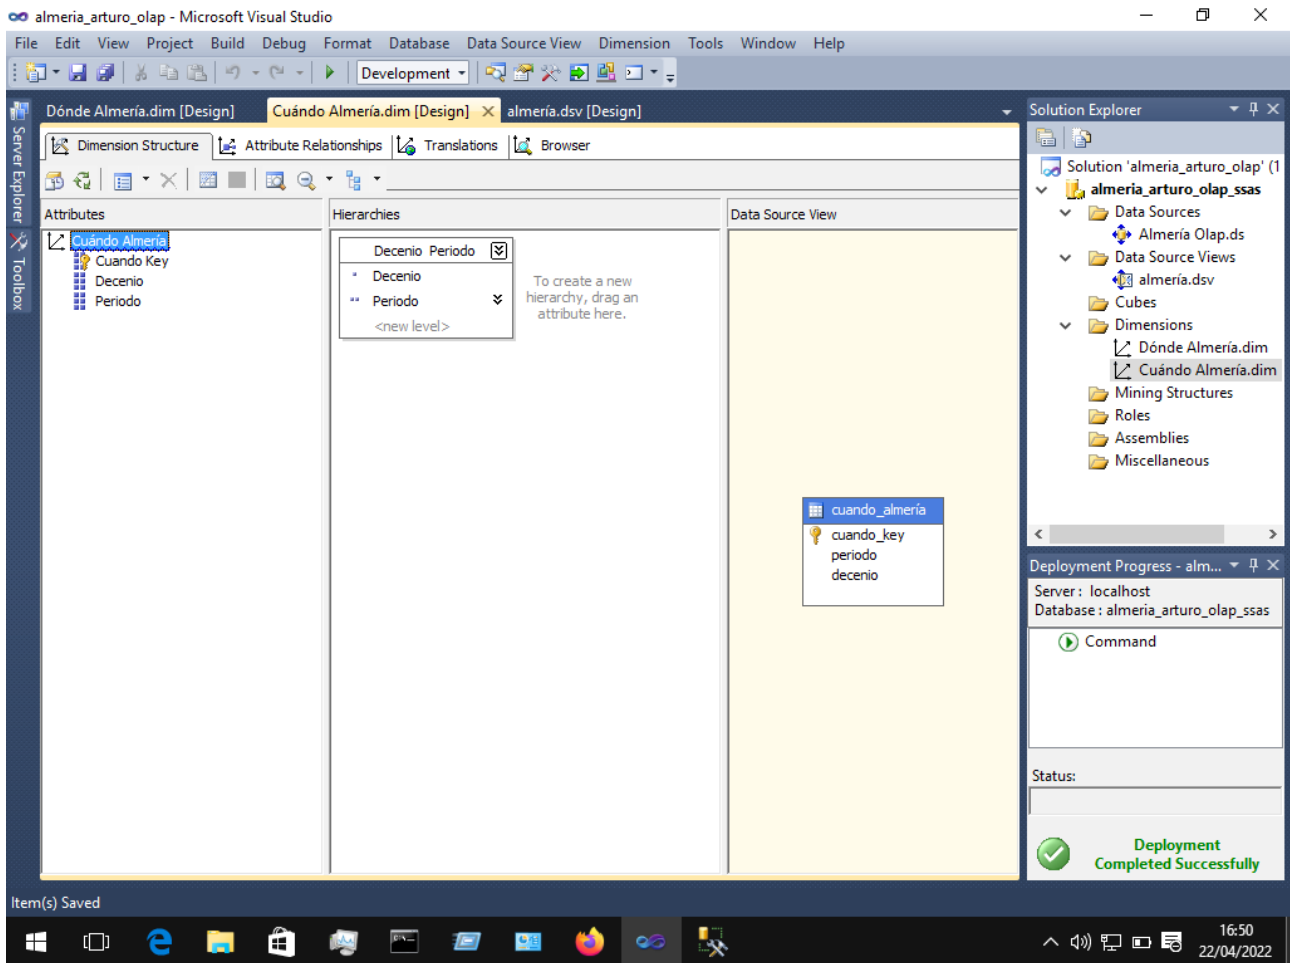 almeria_arturo_olap - Microsoft Visual Studio
File Edit View Project Build Debug Format Database Data Source View Dimension Tools Window Help
Development
Server Explorer
Toolbox
Dónde Almería.dim [Design] Cuándo Almería.dim [Design] almería.dsv [Design]
Dimension Structure Attribute Relationships Translations Browser
Attributes
Cuándo Almería
Cuando Key
Decenio
Periodo
Hierarchies
Decenio Periodo
Decenio
Periodo
<new level>
To create a new
hierarchy, drag an
attribute here.
Data Source View
cuando_almería
cuando_key
periodo
decenio
Solution Explorer
Solution 'almeria_arturo_olap' (1
almeria_arturo_olap_ssas
Data Sources
Almería Olap.ds
Data Source Views
almería.dsv
Cubes
Dimensions
Dónde Almería.dim
Cuándo Almería.dim
Mining Structures
Roles
Assemblies
Miscellaneous
Deployment Progress - alm...
Server : localhost
Database : almeria_arturo_olap_ssas
Command
Status:
Deployment
Completed Successfully
Item(s) Saved
16:50
22/04/2022